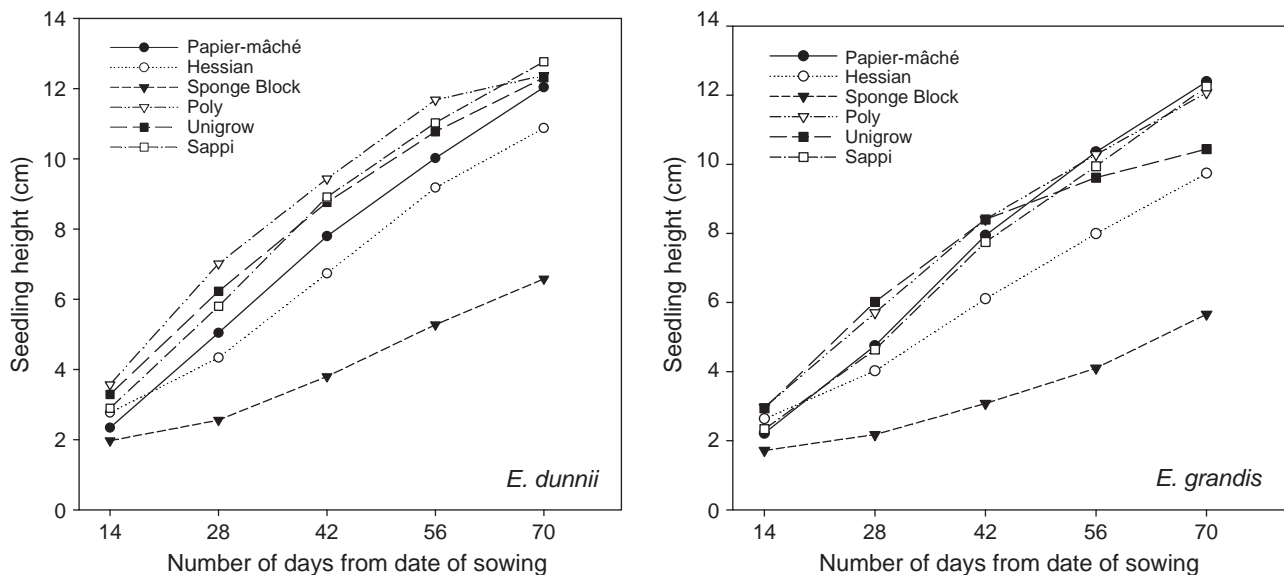 Seedling height (cm)
14
12
10
8
6
4
2
0
Papier-mâché
Hessian
Sponge Block
Poly
Unigrow
Sappi
E. dunnii
14 28 42 56 70
Number of days from date of sowing
Seedling height (cm)
14
12
10
8
6
4
2
0
Papier-mâché
Hessian
Sponge Block
Poly
Unigrow
Sappi
E. grandis
14 28 42 56 70
Number of days from date of sowing